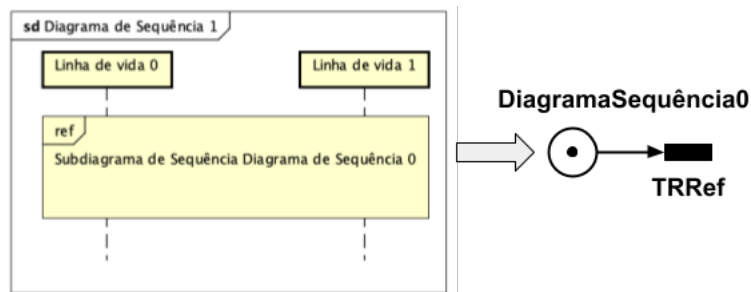 sd Diagrama de Sequência 1
Linha de vida 0
Linha de vida 1
ref
Subdiagrama de Sequência Diagrama de Sequência 0
DiagramaSequência0
TRRef